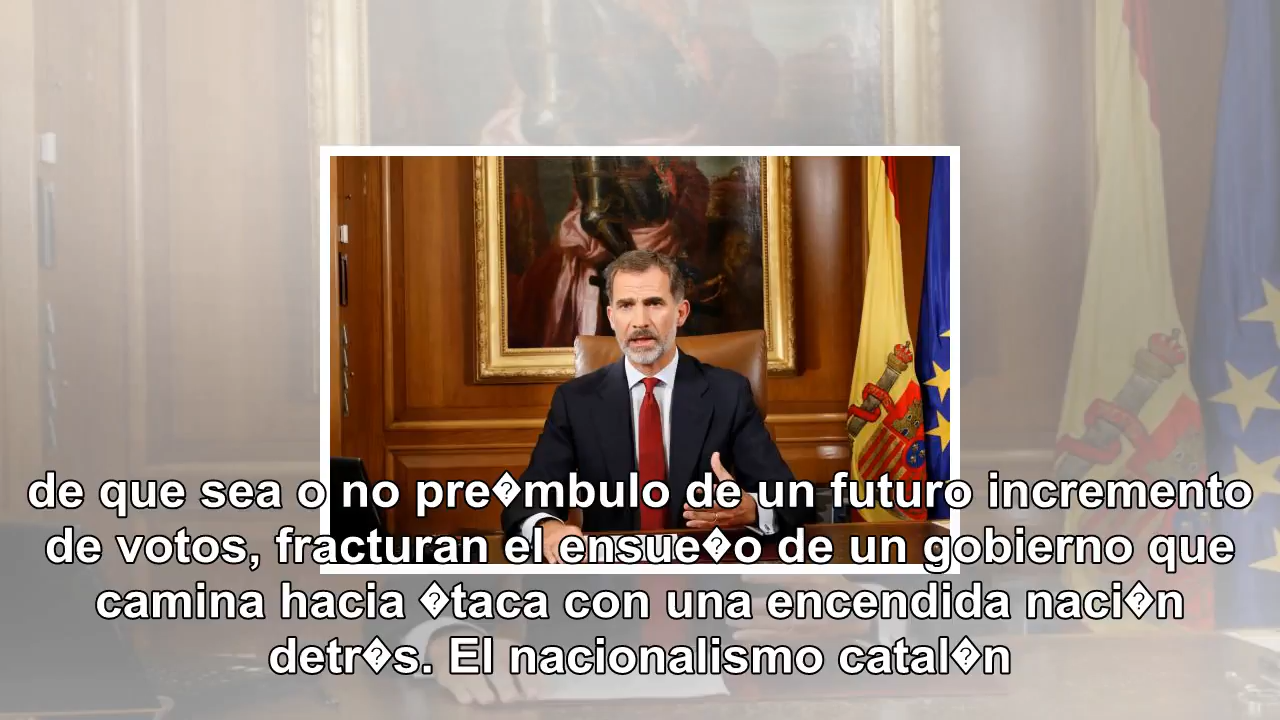 de que sea o no pre�mbulo de un futuro incremento
de votos, fracturan el ensue�o de un gobierno que
camina hacia �taca con una encendida naci�n
detr�s. El nacionalismo catal�n